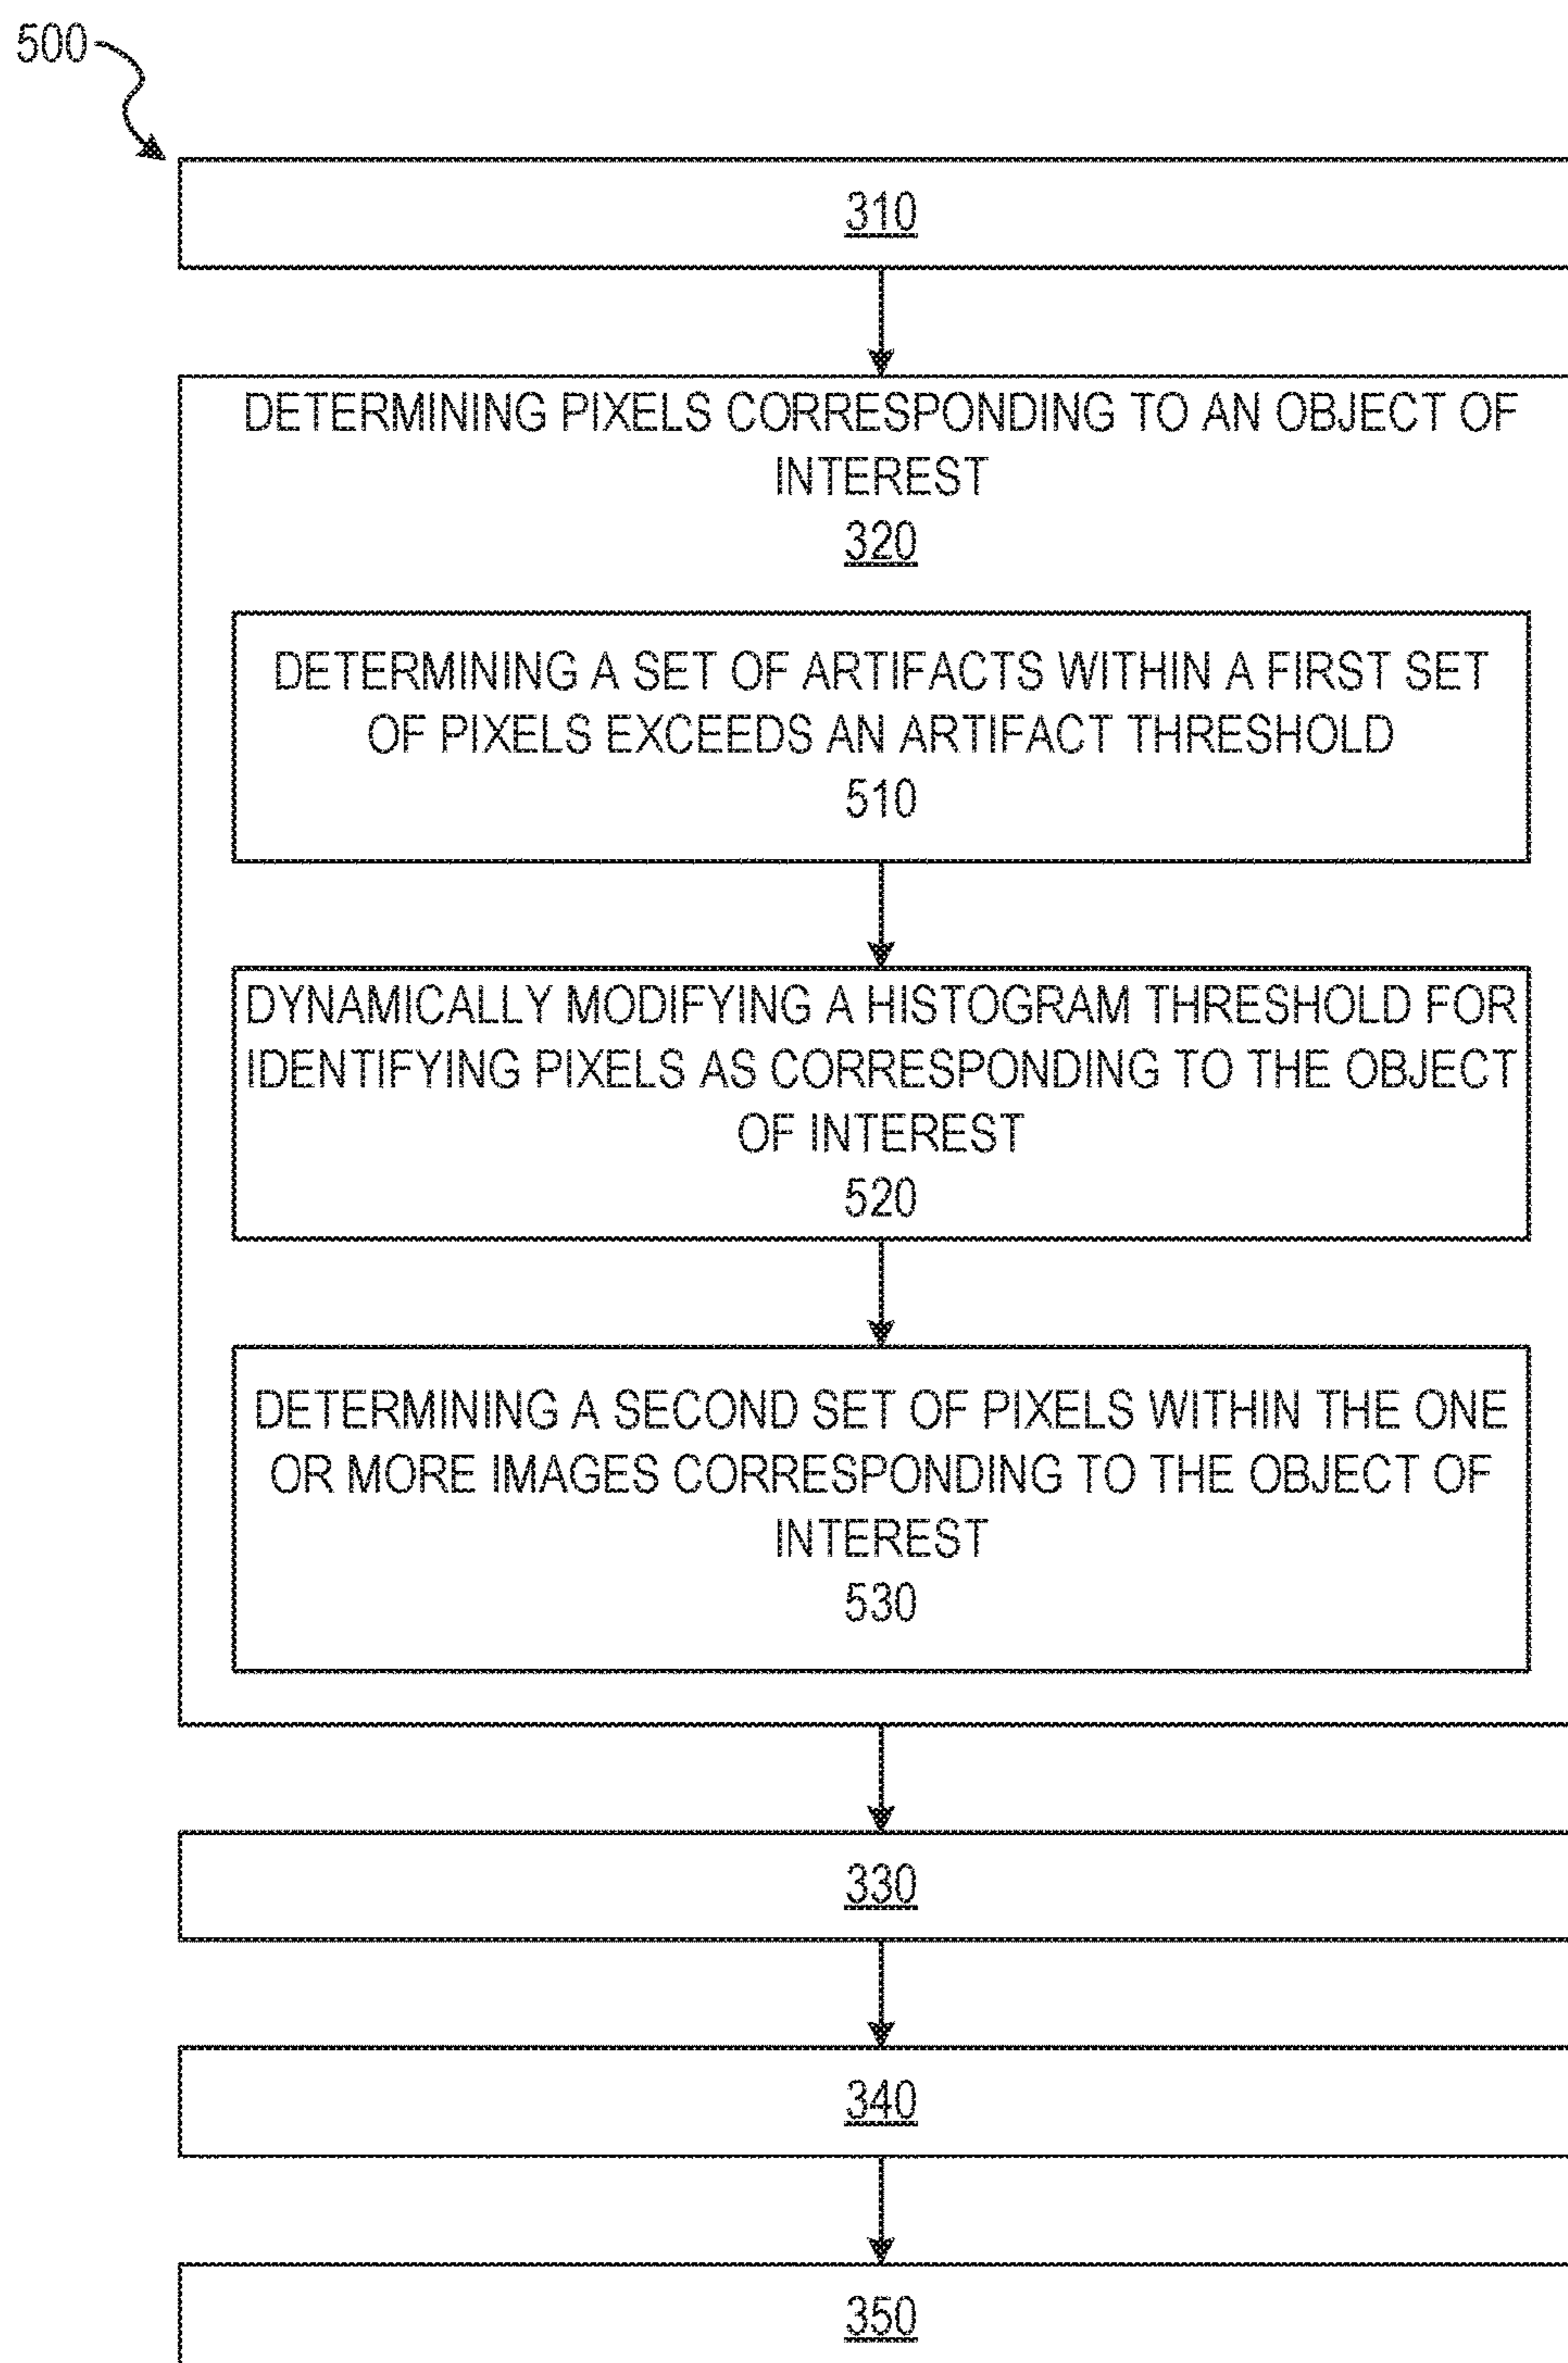 500
310
DETERMINING PIXELS CORRESPONDING TO AN OBJECT OF
INTEREST
320
DETERMINING A SET OF ARTIFACTS WITHIN A FIRST SET
OF PIXELS EXCEEDS AN ARTIFACT THRESHOLD
510
DYNAMICALLY MODIFYING A HISTOGRAM THRESHOLD FOR
IDENTIFYING PIXELS AS CORRESPONDING TO THE OBJECT
OF INTEREST
520
DETERMINING A SECOND SET OF PIXELS WITHIN THE ONE
OR MORE IMAGES CORRESPONDING TO THE OBJECT OF
INTEREST
530
330
340
350